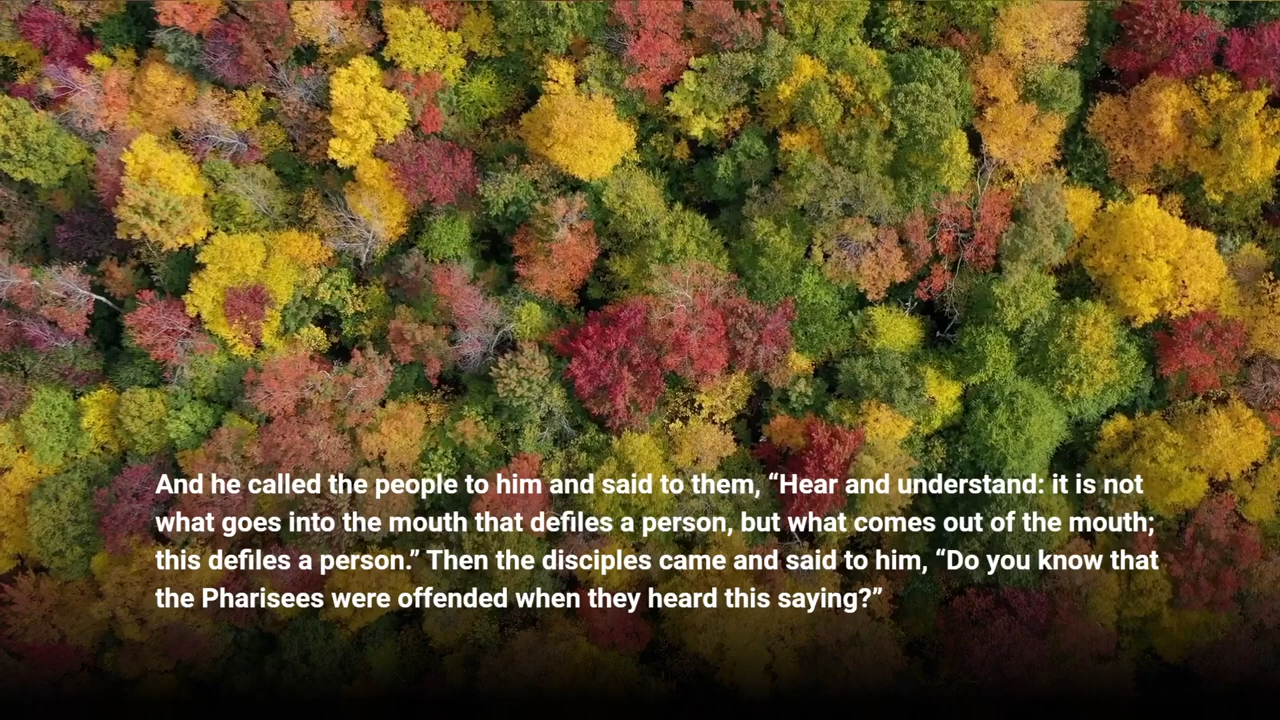 And he called the people to him and said to them, “Hear and understand: it is not
what goes into the mouth that defiles a person, but what comes out of the mouth;
this defiles a person.” Then the disciples came and said to him, “Do you know that
the Pharisees were offended when they heard this saying?”